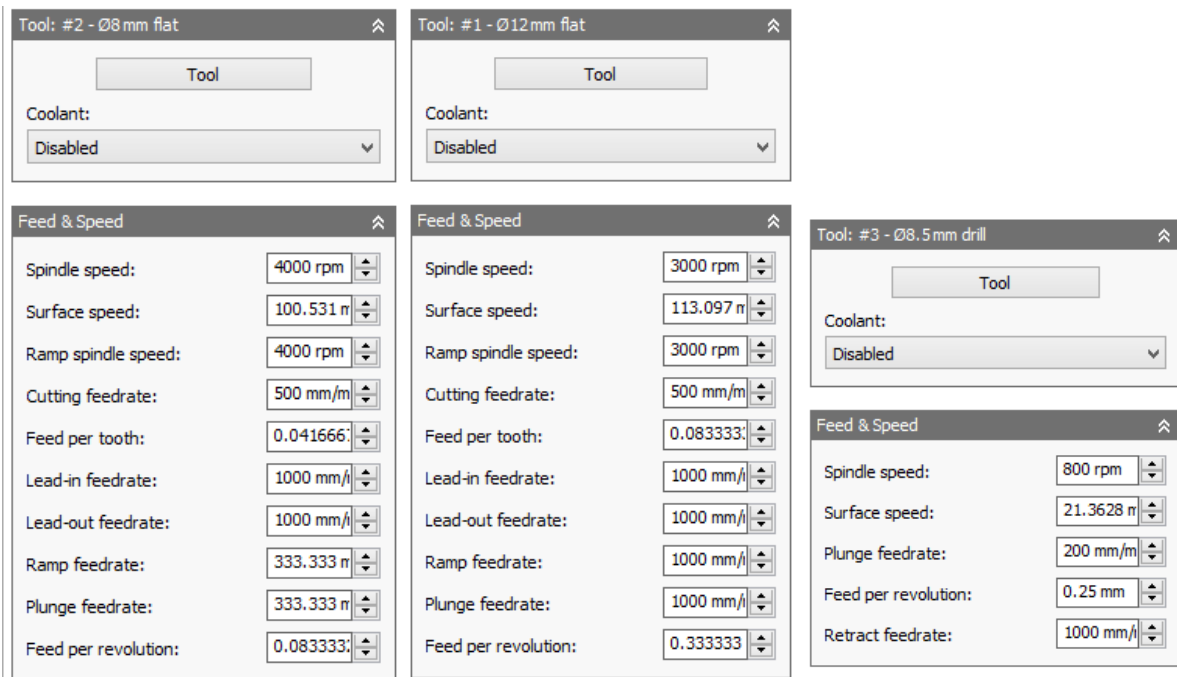 Tool: #2 - Ø8mm flat
Tool
Coolant:
Disabled
Feed & Speed
Spindle speed: 4000 rpm
Surface speed: 100.531 m
Ramp spindle speed: 4000 rpm
Cutting feedrate: 500 mm/m
Feed per tooth: 0.041666
Lead-in feedrate: 1000 mm/
Lead-out feedrate: 1000 mm/
Ramp feedrate: 333.333 m
Plunge feedrate: 333.333 m
Feed per revolution: 0.083333
Tool: #1 - Ø12mm flat
Tool
Coolant:
Disabled
Feed & Speed
Spindle speed: 3000 rpm
Surface speed: 113.097 m
Ramp spindle speed: 3000 rpm
Cutting feedrate: 500 mm/m
Feed per tooth: 0.083333
Lead-in feedrate: 1000 mm/
Lead-out feedrate: 1000 mm/
Ramp feedrate: 1000 mm/
Plunge feedrate: 1000 mm/
Feed per revolution: 0.333333
Tool: #3 - Ø8.5mm drill
Tool
Coolant:
Disabled
Feed & Speed
Spindle speed: 800 rpm
Surface speed: 21.3628 m
Plunge feedrate: 200 mm/m
Feed per revolution: 0.25 mm
Retract feedrate: 1000 mm/